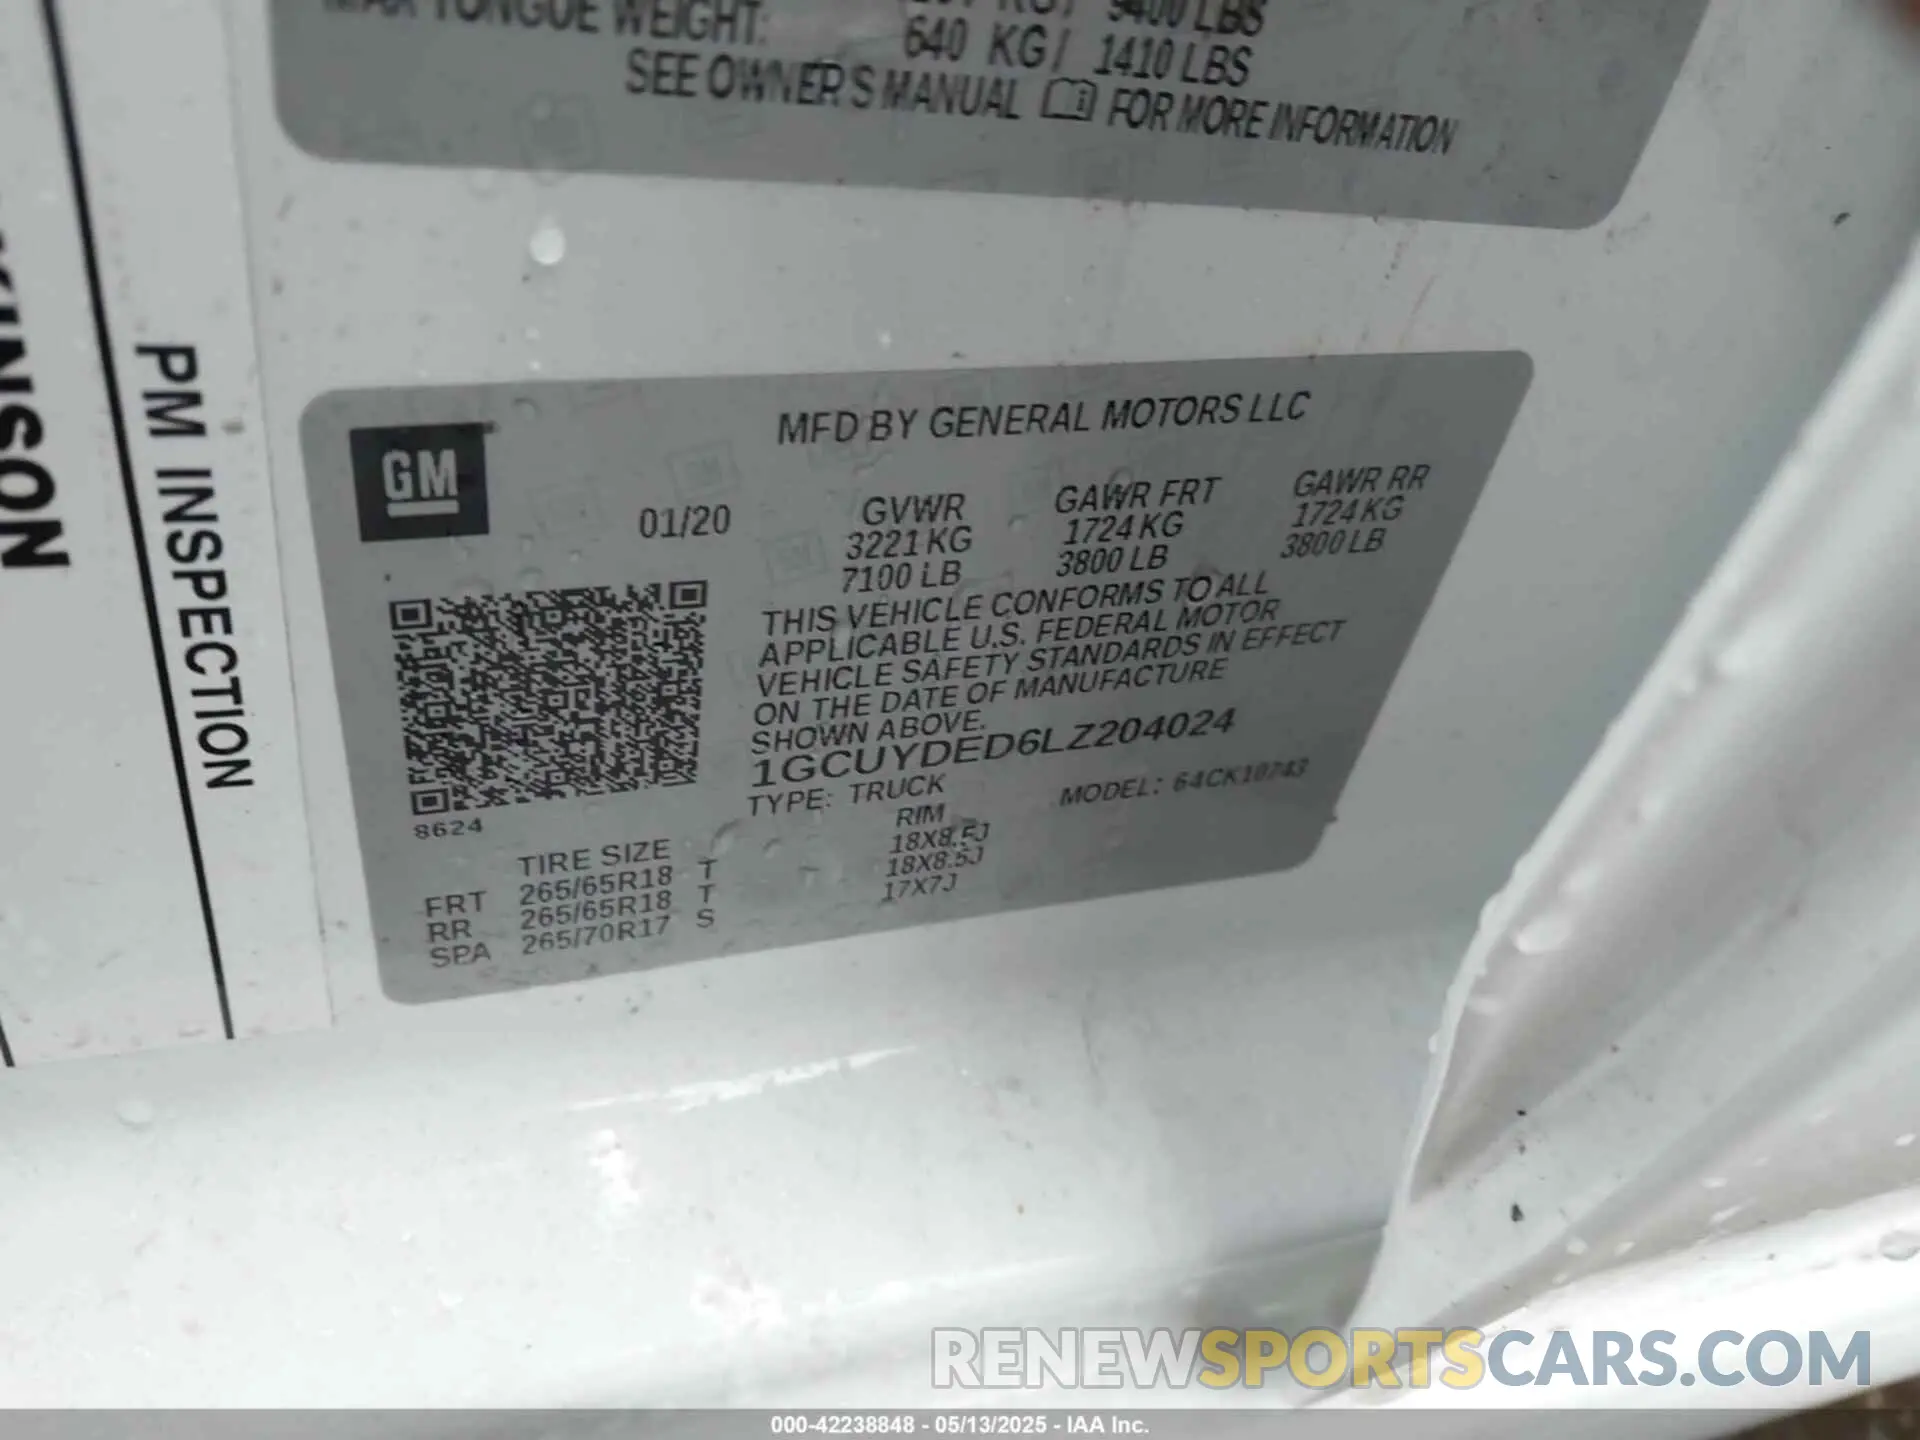 MAX TONGUE WEIGHT:
9400 LBS
640 KG/ 1410 LBS
SEE OWNER'S MANUAL FOR MORE INFORMATION
PM INSPECTION
GM
MFD BY GENERAL MOTORS LLC
01/20
GVWR GAWR FRT GAWR RR
3221 KG 1724 KG 1724 KG
7100 LB 3800 LB 3800 LB
THIS VEHICLE CONFORMS TO ALL
APPLICABLE U.S. FEDERAL MOTOR
VEHICLE SAFETY STANDARDS IN EFFECT
ON THE DATE OF MANUFACTURE
SHOWN ABOVE.
1GCUYDED6LZ204024
TYPE: TRUCK MODEL: 64CK10743
8624
TIRE SIZE RIM
FRT 265/65R18 T 18X8.5J
RR 265/65R18 T 18X8.5J
SPA 265/70R17 S 17X7J
RENEWSPORTSCARS.COM
000-42238848 - 05/13/2025 - IAA Inc.